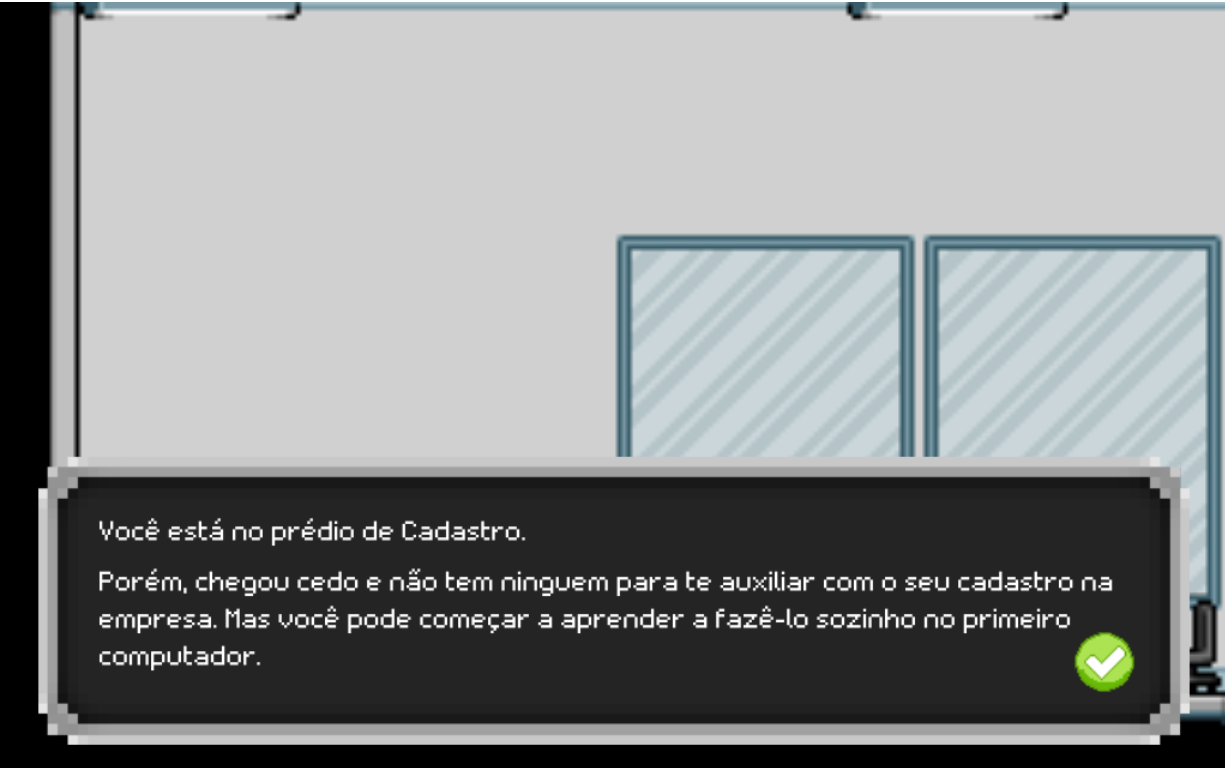 Você está no prédio de Cadastro.
Porém, chegou cedo e não tem ninguem para te auxiliar com o seu cadastro na
empresa. Mas você pode começar a aprender a fazê-lo sozinho no primeiro
computador.